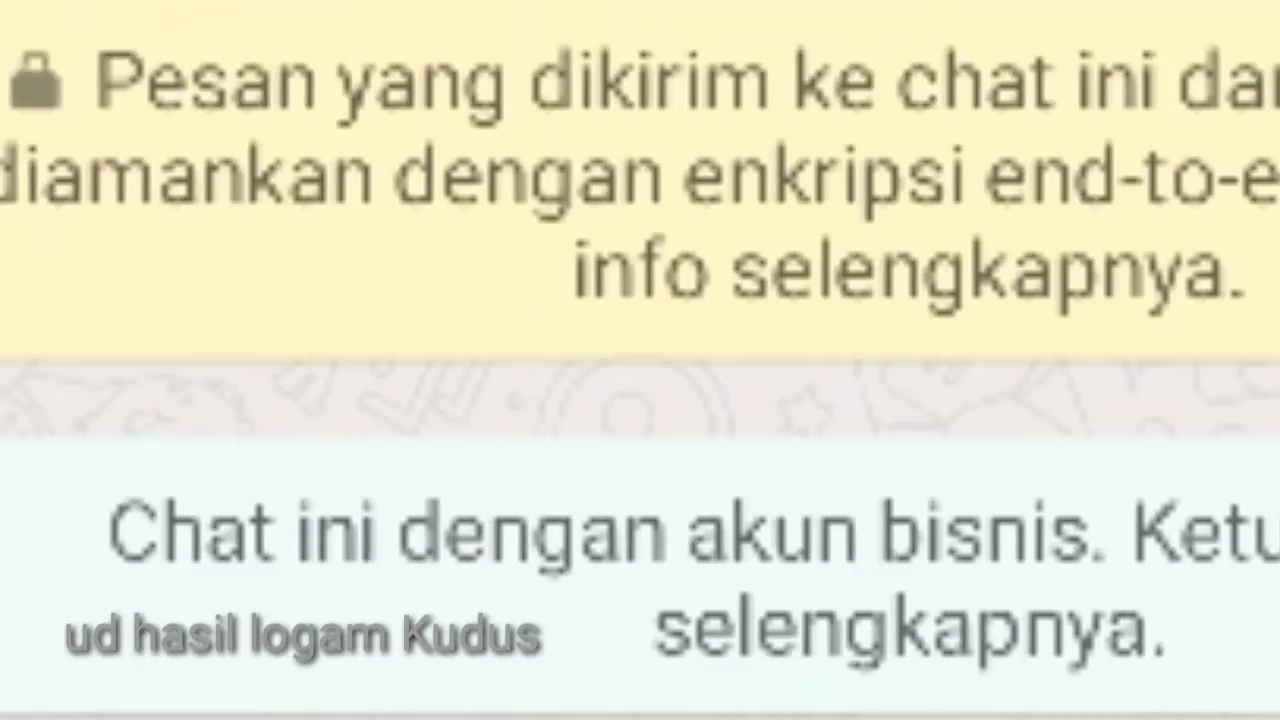 Pesan yang dikirim ke chat ini dan
diamankan dengan enkripsi end-to-e
info selengkapnya.
Chat ini dengan akun bisnis. Ketu
selengkapnya.
ud hasil logam Kudus